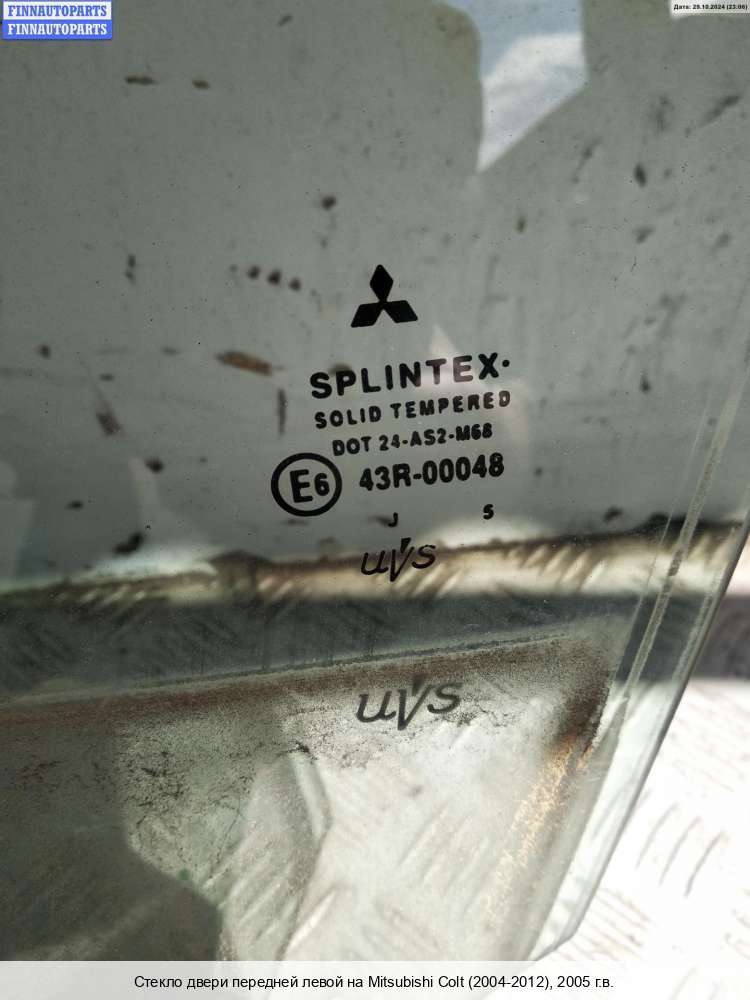 FINNAUTOPARTS
FINNAUTOPARTS
Дата: 29.10.2024 (23:06)
SPLINTEX
SOLID TEMPERED
DOT 24-AS2-M68
E6 43R-00048
J 5
uVs
uVs
Стекло двери передней левой на Mitsubishi Colt (2004-2012), 2005 г.в.